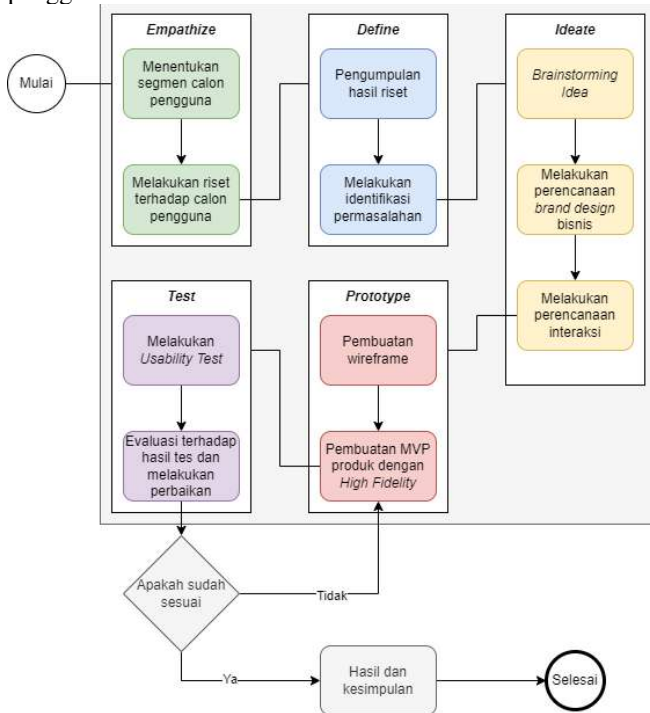 Empathize
Mulai
Menentukan
segmen calon
pengguna
Melakukan riset
terhadap calon
pengguna
Define
Pengumpulan
hasil riset
Melakukan
identifikasi
permasalahan
Ideate
Brainstorming
Idea
Melakukan
perencanaan
brand design
bisnis
Melakukan
perencanaan
interaksi
Prototype
Pembuatan
wireframe
Pembuatan MVP
produk dengan
High Fidelity
Test
Melakukan
Usability Test
Evaluasi terhadap
hasil tes dan
melakukan
perbaikan
Apakah sudah
sesuai
Tidak
Ya
Hasil dan
kesimpulan
Selesai